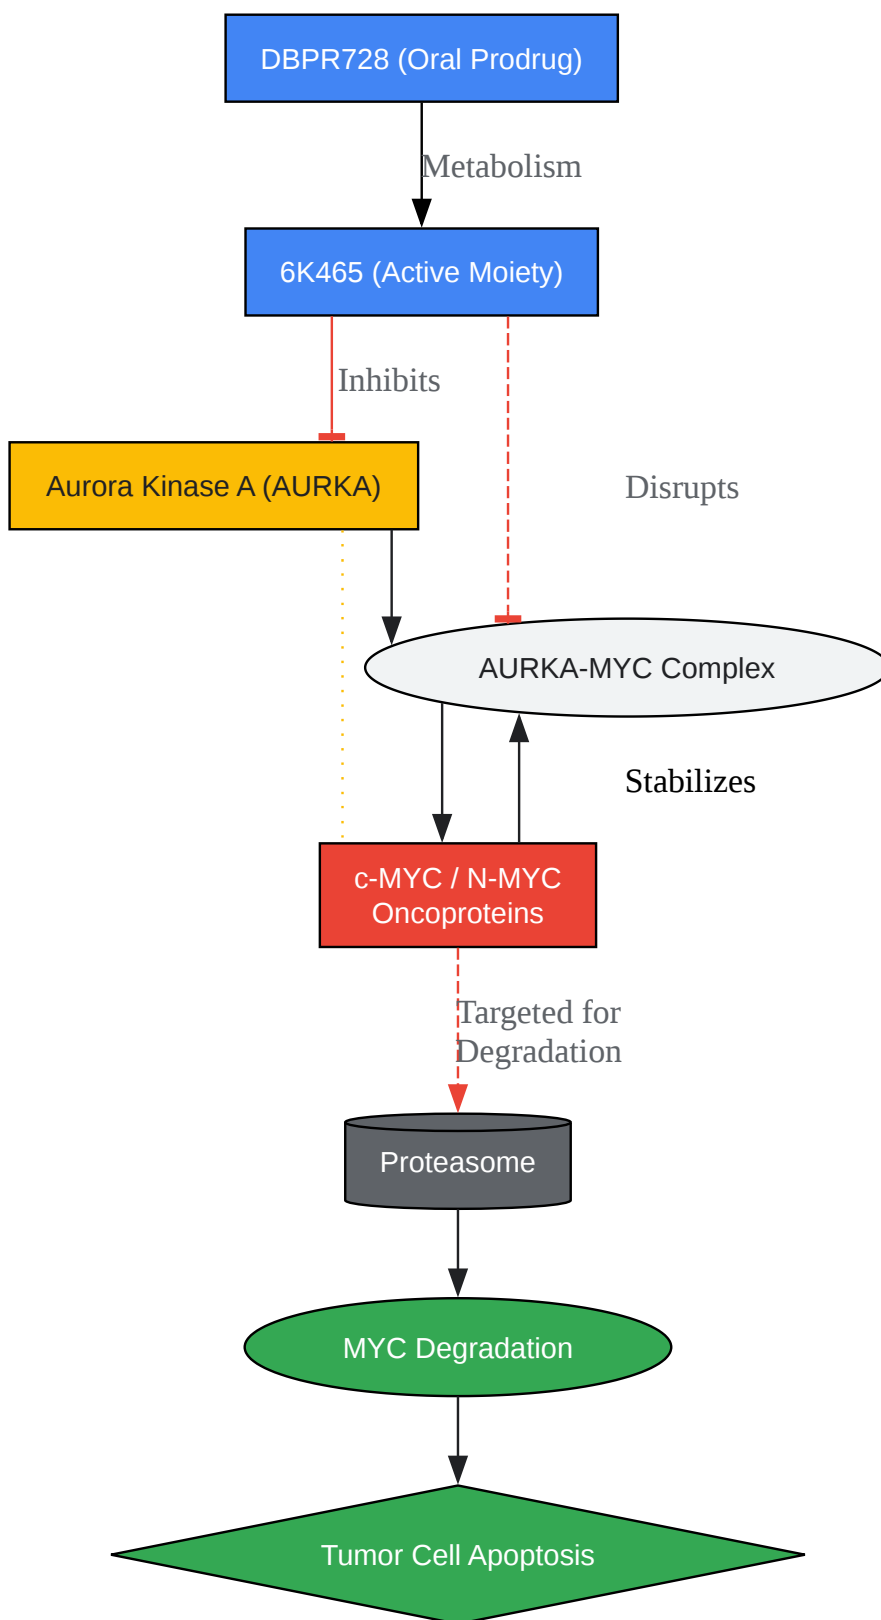 DBPR728 (Oral Prodrug)
Metabolism
6K465 (Active Moiety)
Inhibits
Aurora Kinase A (AURKA)
Disrupts
AURKA-MYC Complex
Stabilizes
c-MYC / N-MYC
Oncoproteins
Targeted for
Degradation
Proteasome
MYC Degradation
Tumor Cell Apoptosis